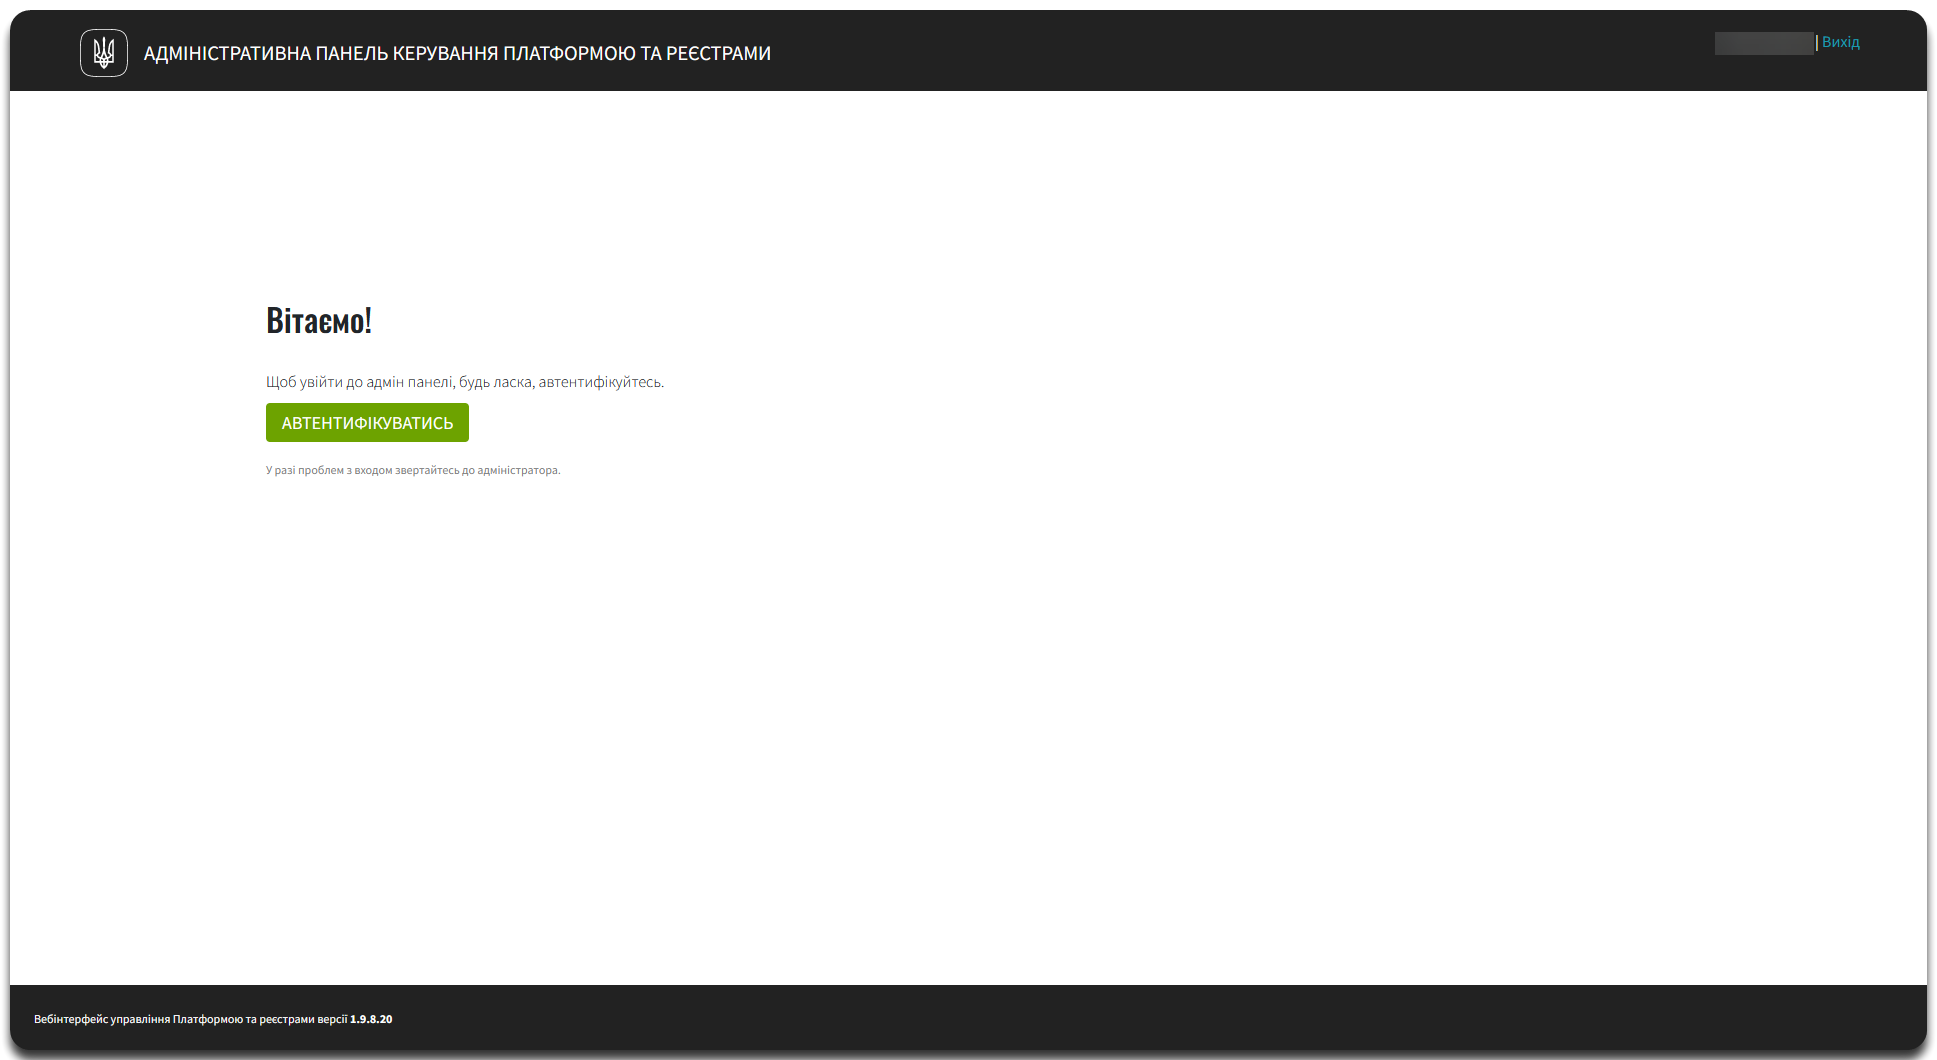 АДМІНІСТРАТИВНА ПАНЕЛЬ КЕРУВАННЯ ПЛАТФОРМОЮ ТА РЕЄСТРАМИ
| Вихід
Вітаємо!
Щоб увійти до адмін панелі, будь ласка, автентифікуйтесь.
АВТЕНТИФІКУВАТИСЬ
У разі проблем з входом звертайтесь до адміністратора.
Вебінтерфейс управління Платформою та реєстрами версії 1.9.8.20